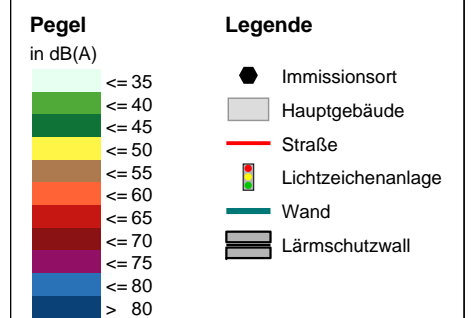 Pegel
in dB(A)
<= 35
<= 40
<= 45
<= 50
<= 55
<= 60
<= 65
<= 70
<= 75
<= 80
> 80
Legende
Immissionsort
Hauptgebäude
Straße
Lichtzeichenanlage
Wand
Lärmschutzwall